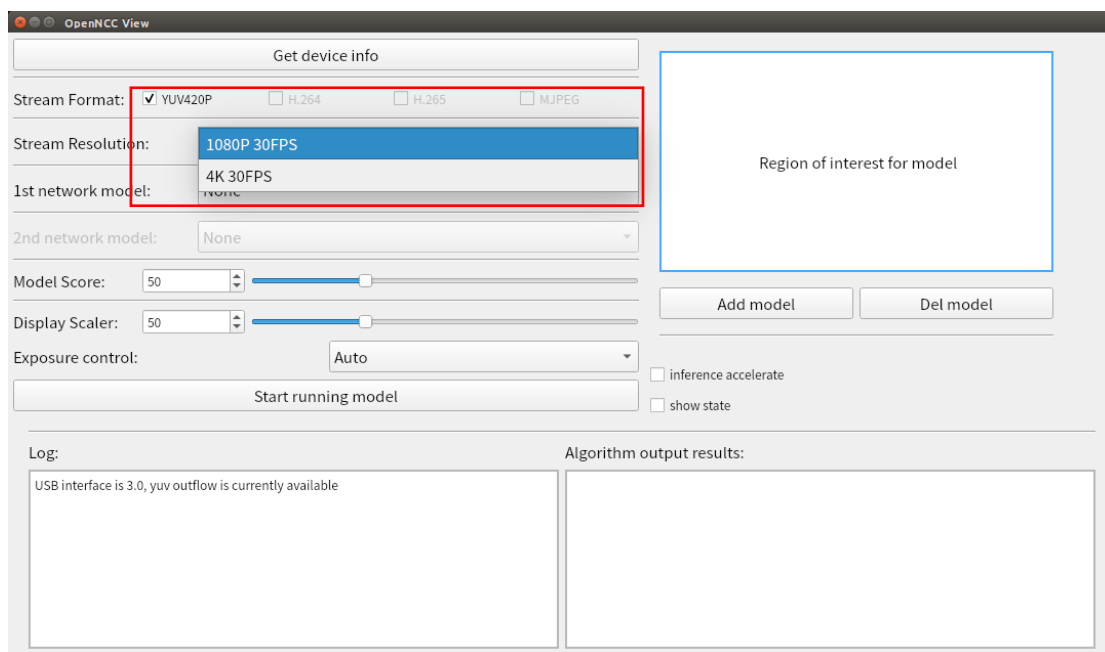 OpenNCC View
Get device info
Stream Format: YUV420P H.264 H.265 MJPEG
Stream Resolution: 1080P 30FPS
4K 30FPS
1st network model: None
2nd network model: None
Model Score: 50
Display Scaler: 50
Exposure control: Auto
Start running model
Region of interest for model
Add model Del model
inference accelerate
show state
Log:
USB interface is 3.0, yuv outflow is currently available
Algorithm output results: